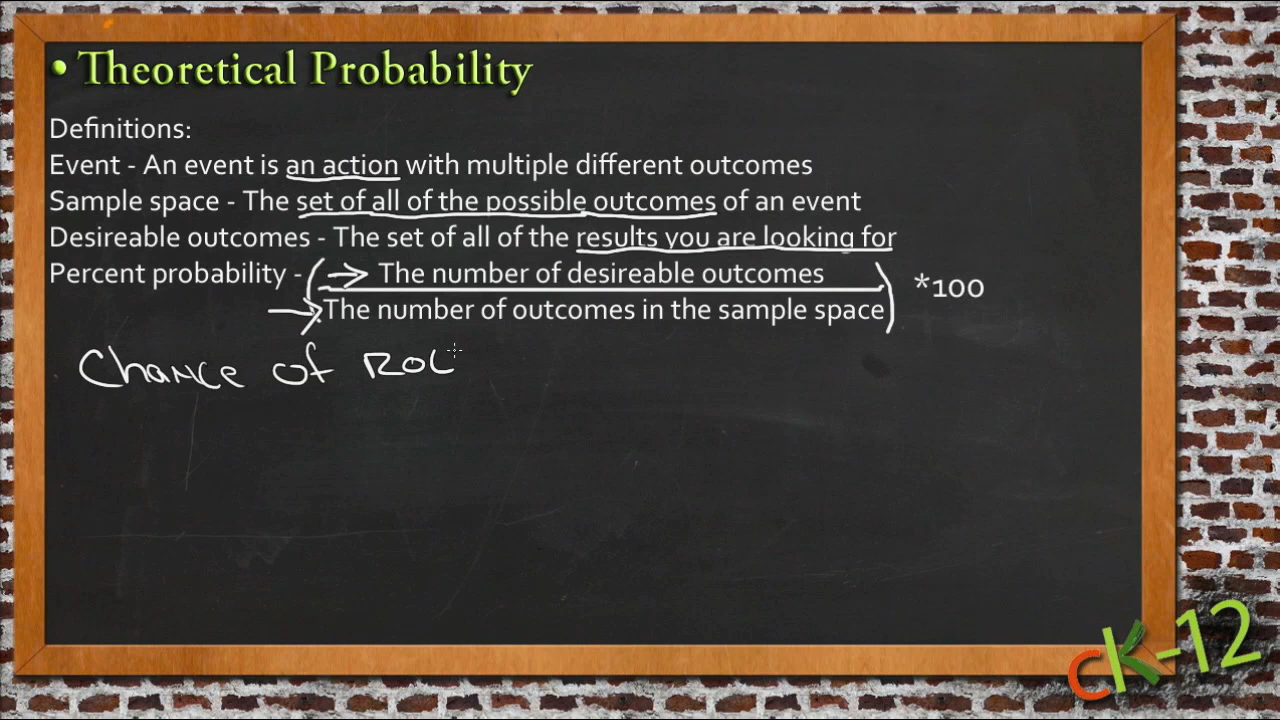 • Theoretical Probability
Definitions:
Event - An event is an action with multiple different outcomes
Sample space - The set of all of the possible outcomes of an event
Desireable outcomes - The set of all of the results you are looking for
Percent probability - ( → The number of desireable outcomes
→ The number of outcomes in the sample space ) *100
Chance of ROL
CK-12